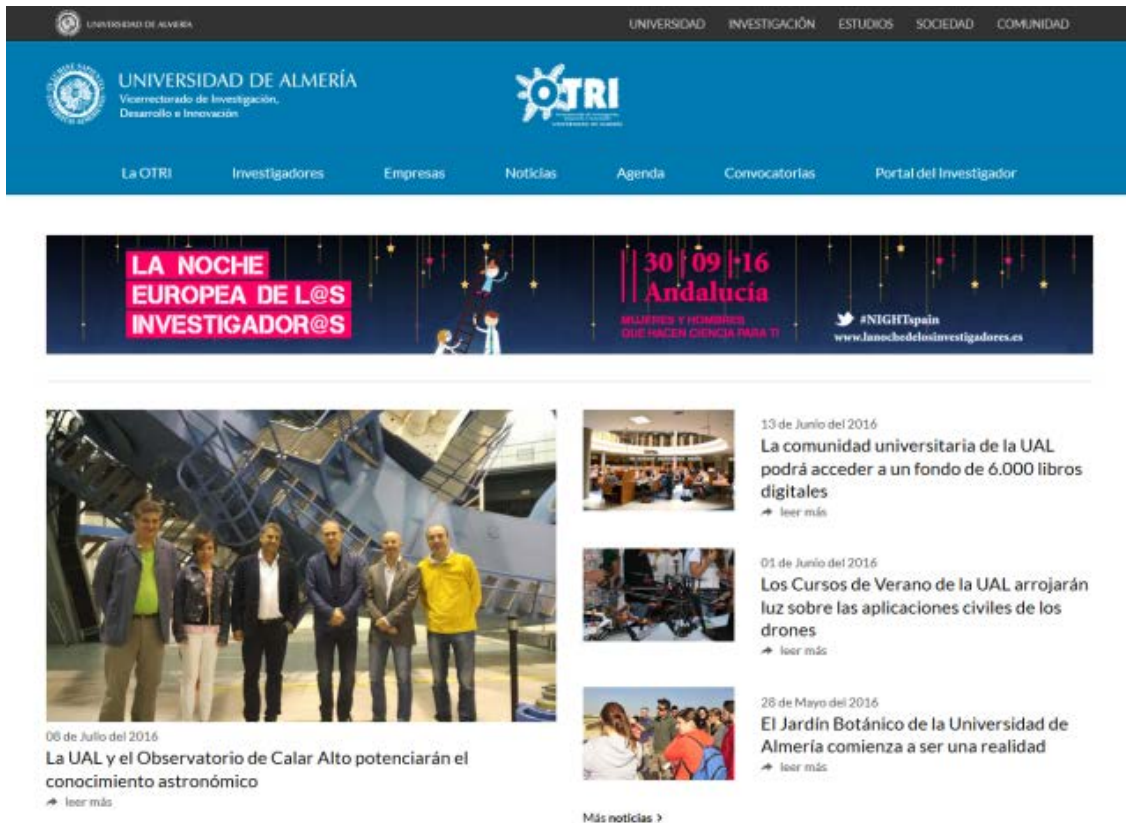 UNIVERSIDAD DE ALMERÍA
UNIVERSIDAD INVESTIGACIÓN ESTUDIOS SOCIEDAD COMUNIDAD
UNIVERSIDAD DE ALMERÍA
Vicerrectorado de Investigación,
Desarrollo e Innovación
OTRI
La OTRI Investigadores Empresas Noticias Agenda Convocatorias Portal del Investigador
LA NOCHE
EUROPEA DE L@S
INVESTIGADOR@S
30 09 16
Andalucía
MUJERES Y HOMBRES
QUE HACEN CIENCIA PARA TI
#NIGHTspain
www.lanochedelosinvestigadores.es
08 de Julio del 2016
La UAL y el Observatorio de Calar Alto potenciarán el
conocimiento astronómico
leer más
13 de Junio del 2016
La comunidad universitaria de la UAL
podrá acceder a un fondo de 6.000 libros
digitales
leer más
01 de Junio del 2016
Los Cursos de Verano de la UAL arrojarán
luz sobre las aplicaciones civiles de los
drones
leer más
28 de Mayo del 2016
El Jardín Botánico de la Universidad de
Almería comienza a ser una realidad
leer más
Más noticias >